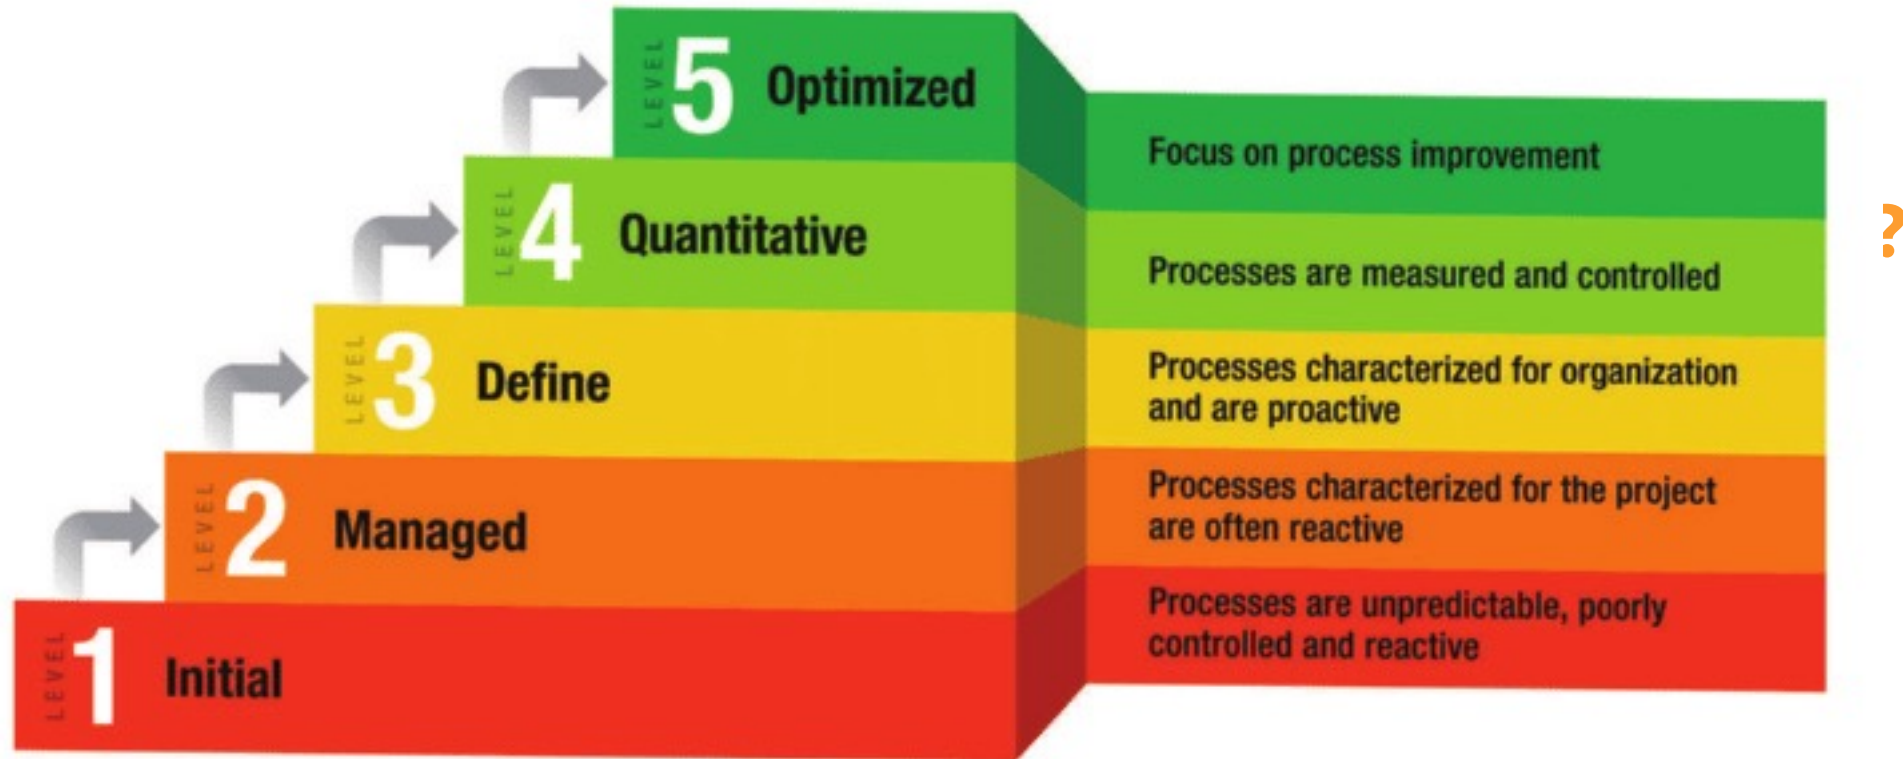 LEVEL 5 Optimized
Focus on process improvement
LEVEL 4 Quantitative
Processes are measured and controlled
?
LEVEL 3 Define
Processes characterized for organization
and are proactive
LEVEL 2 Managed
Processes characterized for the project
are often reactive
LEVEL 1 Initial
Processes are unpredictable, poorly
controlled and reactive